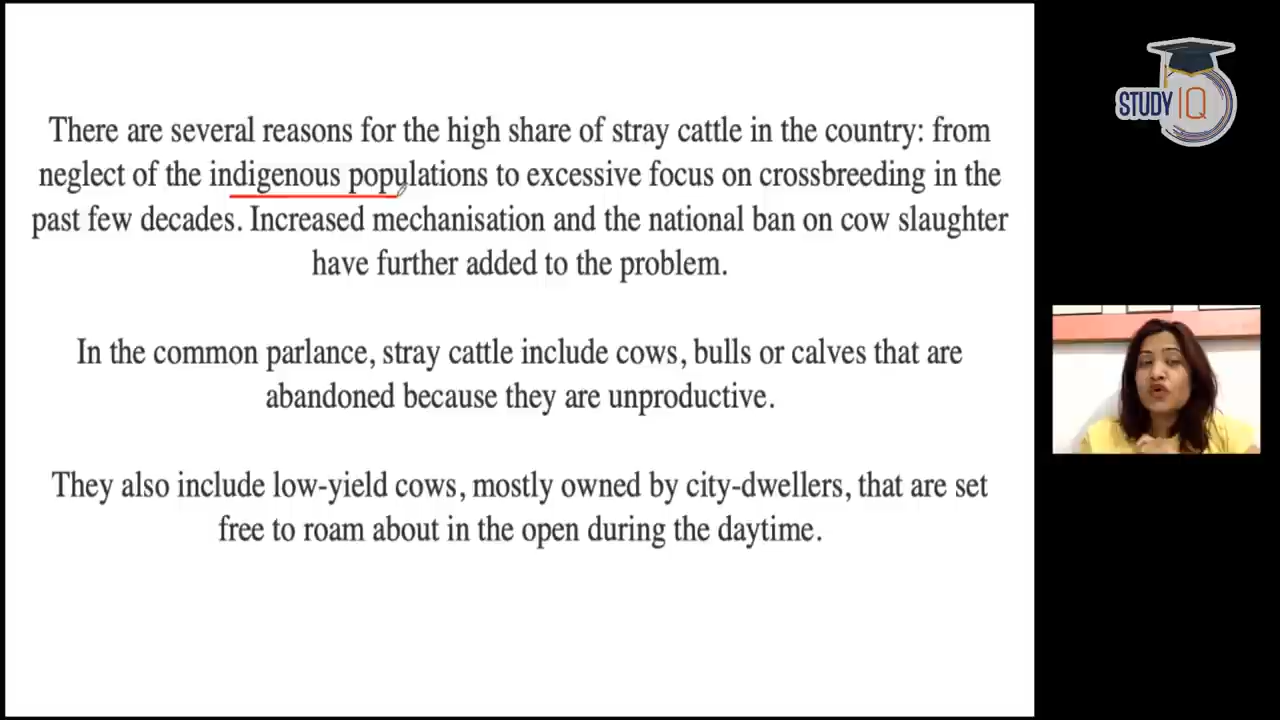 There are several reasons for the high share of stray cattle in the country: from
neglect of the indigenous populations to excessive focus on crossbreeding in the
past few decades. Increased mechanisation and the national ban on cow slaughter
have further added to the problem.
In the common parlance, stray cattle include cows, bulls or calves that are
abandoned because they are unproductive.
They also include low-yield cows, mostly owned by city-dwellers, that are set
free to roam about in the open during the daytime.
STUDY IQ